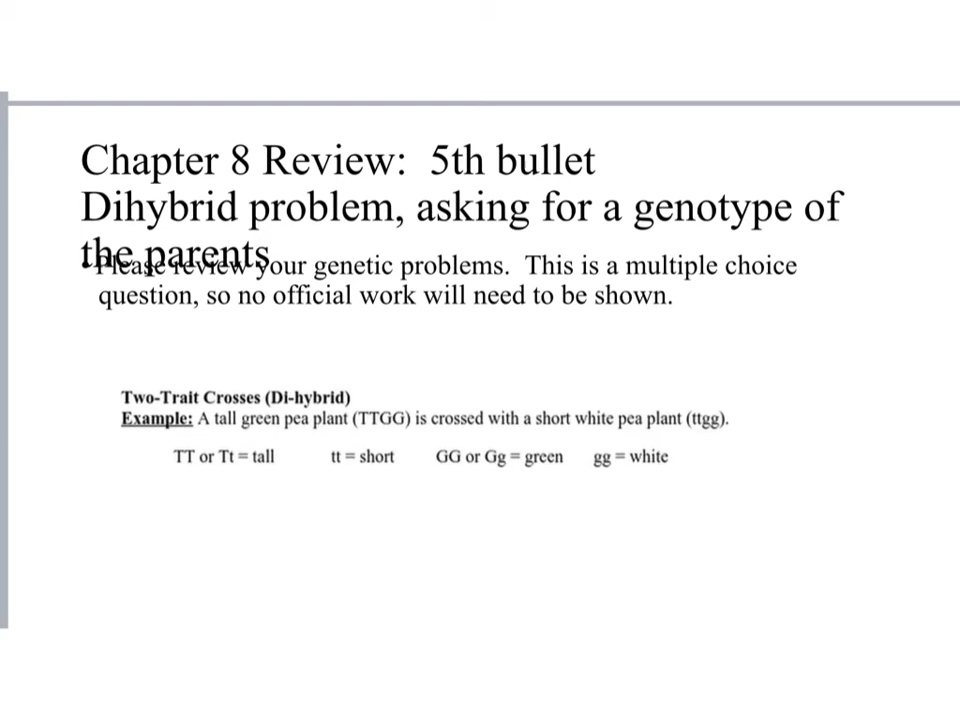 Chapter 8 Review:  5th bullet
Dihybrid problem, asking for a genotype of
the parents
• Please review your genetic problems.  This is a multiple choice
question, so no official work will need to be shown.
Two-Trait Crosses (Di-hybrid)
Example: A tall green pea plant (TTGG) is crossed with a short white pea plant (ttgg).
TT or Tt = tall    tt = short    GG or Gg = green    gg = white